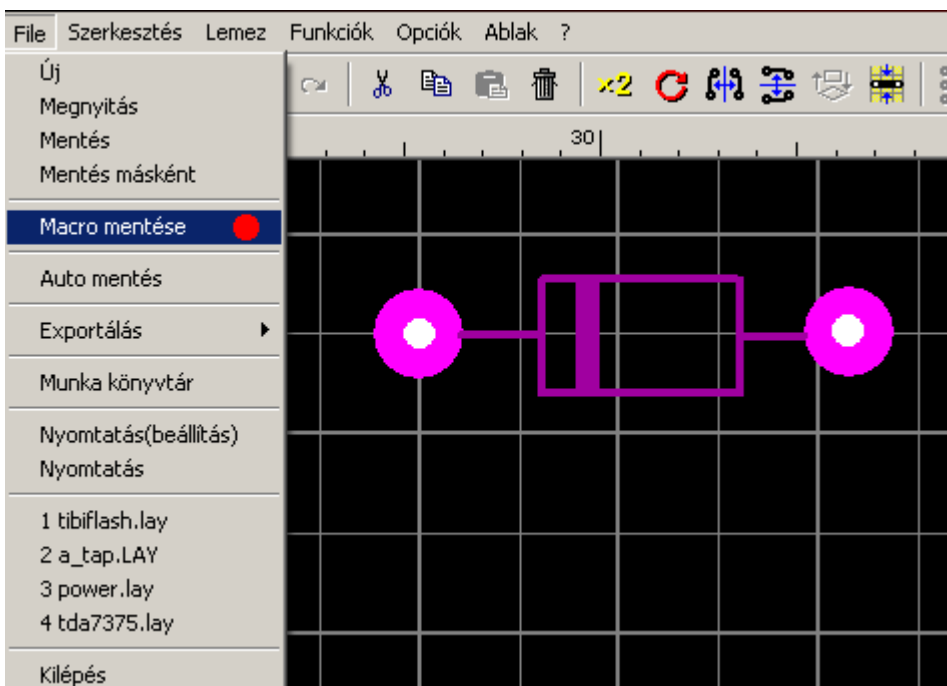 File Szerkesztés Lemez Funkciók Opciók Ablak ?
Új
Megnyitás
Mentés
Mentés másként
Macro mentése
Auto mentés
Exportálás
Munka könyvtár
Nyomtatás(beállítás)
Nyomtatás
1 tibiflash.lay
2 a_tap.LAY
3 power.lay
4 tda7375.lay
Kilépés
×2
30